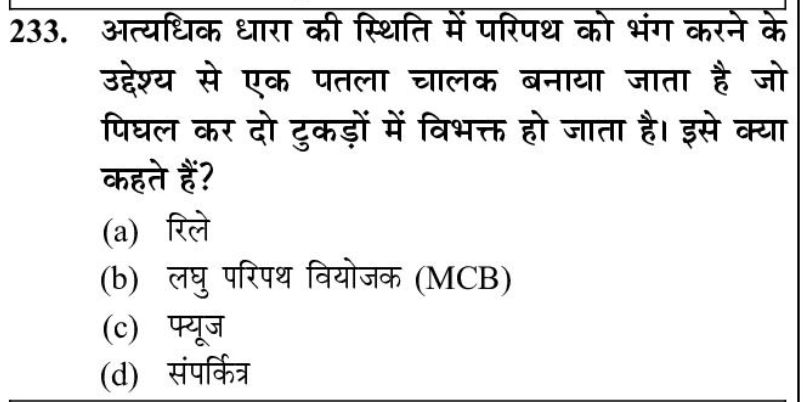 233. अत्यधिक धारा की स्थिति में परिपथ को भंग करने के
उद्देश्य से एक पतला चालक बनाया जाता है जो
पिघल कर दो टुकड़ों में विभक्त हो जाता है। इसे क्या
कहते हैं?
(a) रिले
(b) लघु परिपथ वियोजक (MCB)
(c) फ्यूज
(d) संपर्कित्र